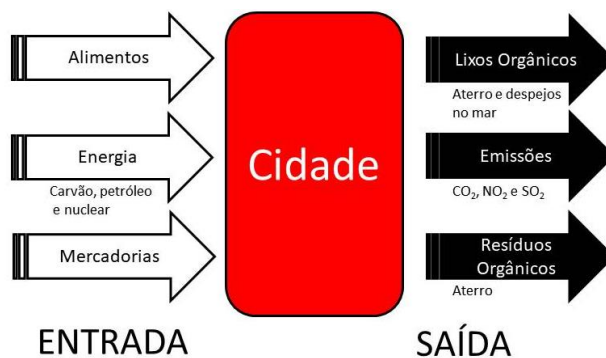 Alimentos
Energia
Carvão, petróleo
e nuclear
Mercadorias
ENTRADA
Cidade
Lixos Orgânicos
Aterro e despejos
no mar
Emissões
CO₂, NO₂ e SO₂
Resíduos
Orgânicos
Aterro
SAÍDA